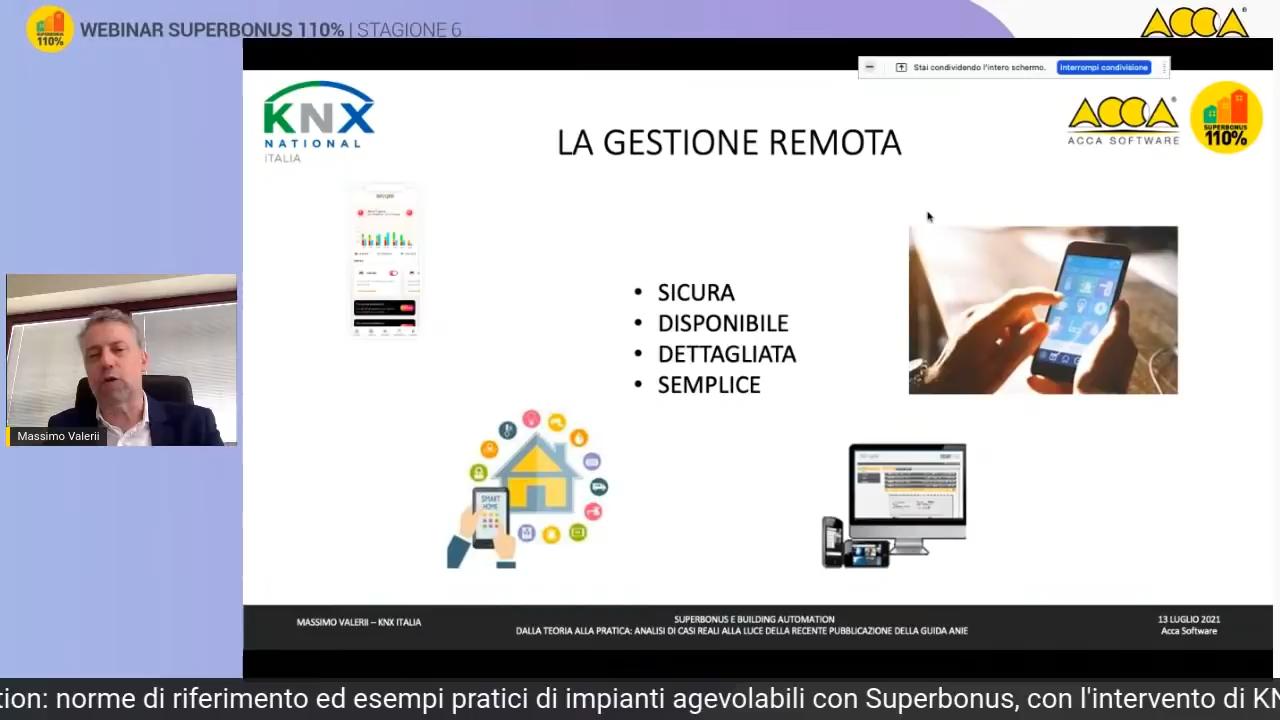 SUPERBONUS
110%
WEBINAR SUPERBONUS 110% | STAGIONE 6
ACCA
Stai condividendo l'intero schermo.
Interrompi condivisione
KNX
NATIONAL
ITALIA
LA GESTIONE REMOTA
ACCA
ACCA SOFTWARE
SUPERBONUS
110%
• SICURA
• DISPONIBILE
• DETTAGLIATA
• SEMPLICE
SMART
HOME
Massimo Valerii
MASSIMO VALERII – KNX ITALIA
SUPERBONUS E BUILDING AUTOMATION
DALLA TEORIA ALLA PRATICA: ANALISI DI CASI REALI ALLA LUCE DELLA RECENTE PUBBLICAZIONE DELLA GUIDA ANIE
13 LUGLIO 2021
Acca Software
tion: norme di riferimento ed esempi pratici di impianti agevolabili con Superbonus, con l'intervento di KN